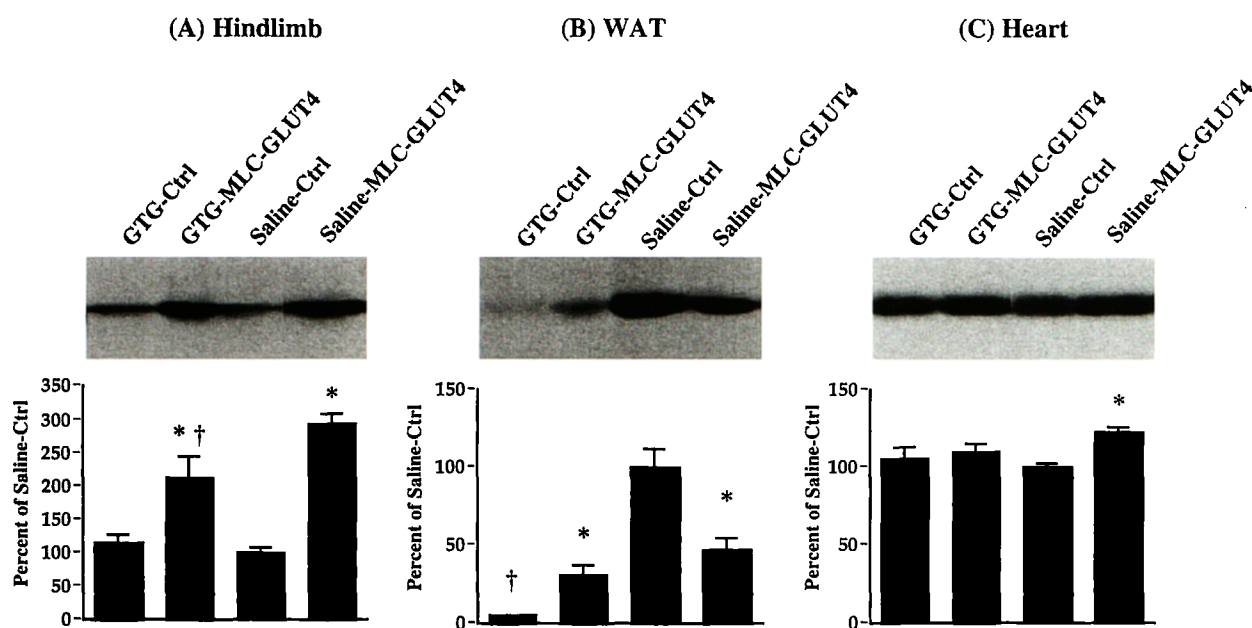 (A) Hindlimb
GTG-Ctrl
GTG-MLC-GLUT4
Saline-Ctrl
Saline-MLC-GLUT4
Percent of Saline-Ctrl
350
300
250
200
150
100
50
0
* †
*
(B) WAT
GTG-Ctrl
GTG-MLC-GLUT4
Saline-Ctrl
Saline-MLC-GLUT4
Percent of Saline-Ctrl
150
100
50
0
†
*
*
(C) Heart
GTG-Ctrl
GTG-MLC-GLUT4
Saline-Ctrl
Saline-MLC-GLUT4
Percent of Saline-Ctrl
150
100
50
0
*